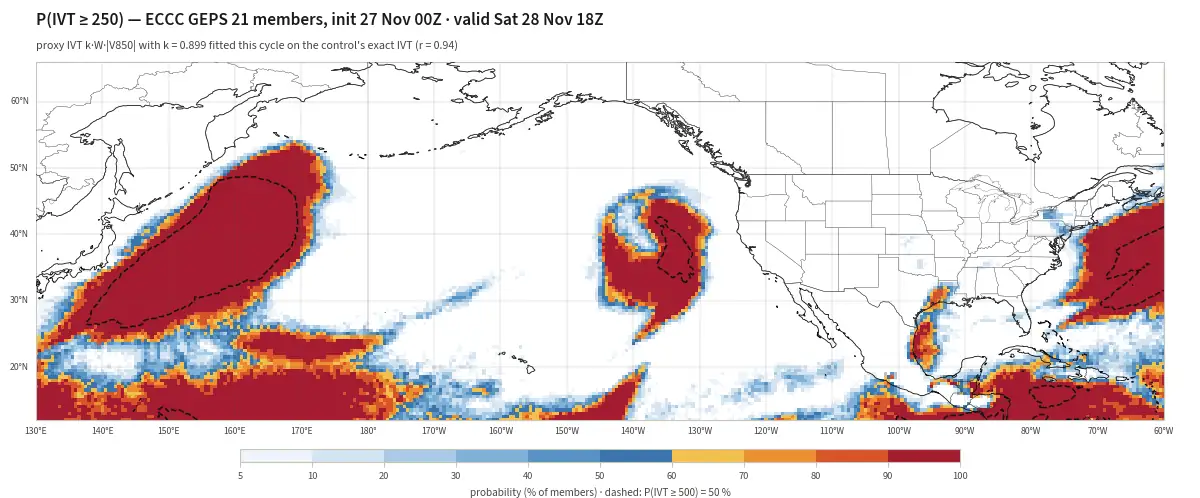 P(IVT ≥ 250) — ECCC GEPS 21 members, init 27 Nov 00Z · valid Sat 28 Nov 18Z
proxy IVT k·W·|V850| with k = 0.899 fitted this cycle on the control's exact IVT (r = 0.94)
60°N
50°N
40°N
30°N
20°N
130°E 140°E 150°E 160°E 170°E 180° 170°W 160°W 150°W 140°W 130°W 120°W 110°W 100°W 90°W 80°W 70°W 60°W
5 10 20 30 40 50 60 70 80 90 100
probability (% of members) · dashed: P(IVT ≥ 500) = 50 %